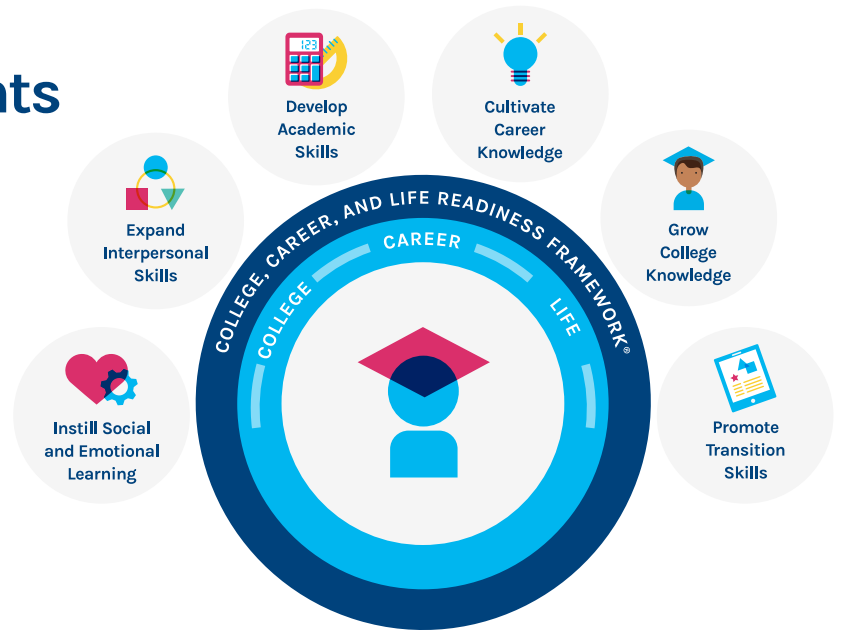 123
Develop
Academic
Skills
Cultivate
Career
Knowledge
Expand
Interpersonal
Skills
Grow
College
Knowledge
Instill Social
and Emotional
Learning
Promote
Transition
Skills
COLLEGE, CAREER, AND LIFE READINESS FRAMEWORK®
COLLEGE
CAREER
LIFE